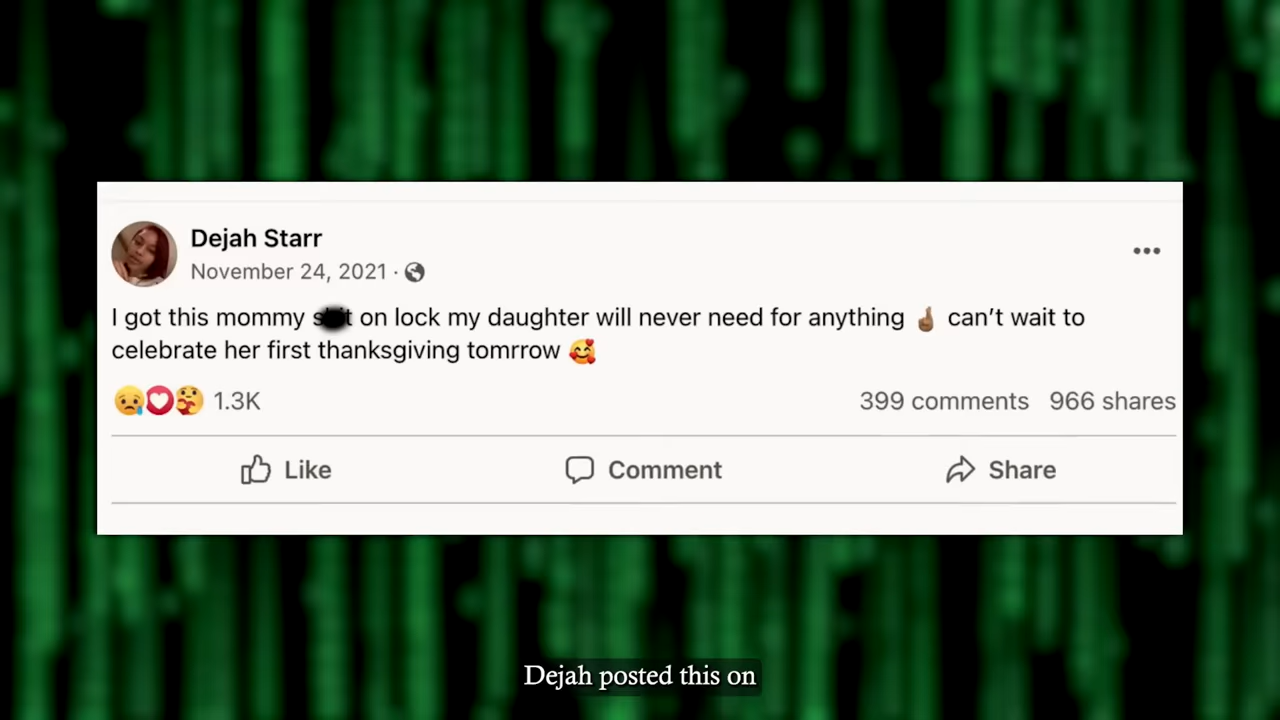 Dejah Starr
November 24, 2021 ·
I got this mommy on lock my daughter will never need for anything 🤞🏽 can’t wait to
celebrate her first thanksgiving tomrrow 🥰
1.3K
399 comments 966 shares
Like Comment Share
Dejah posted this on